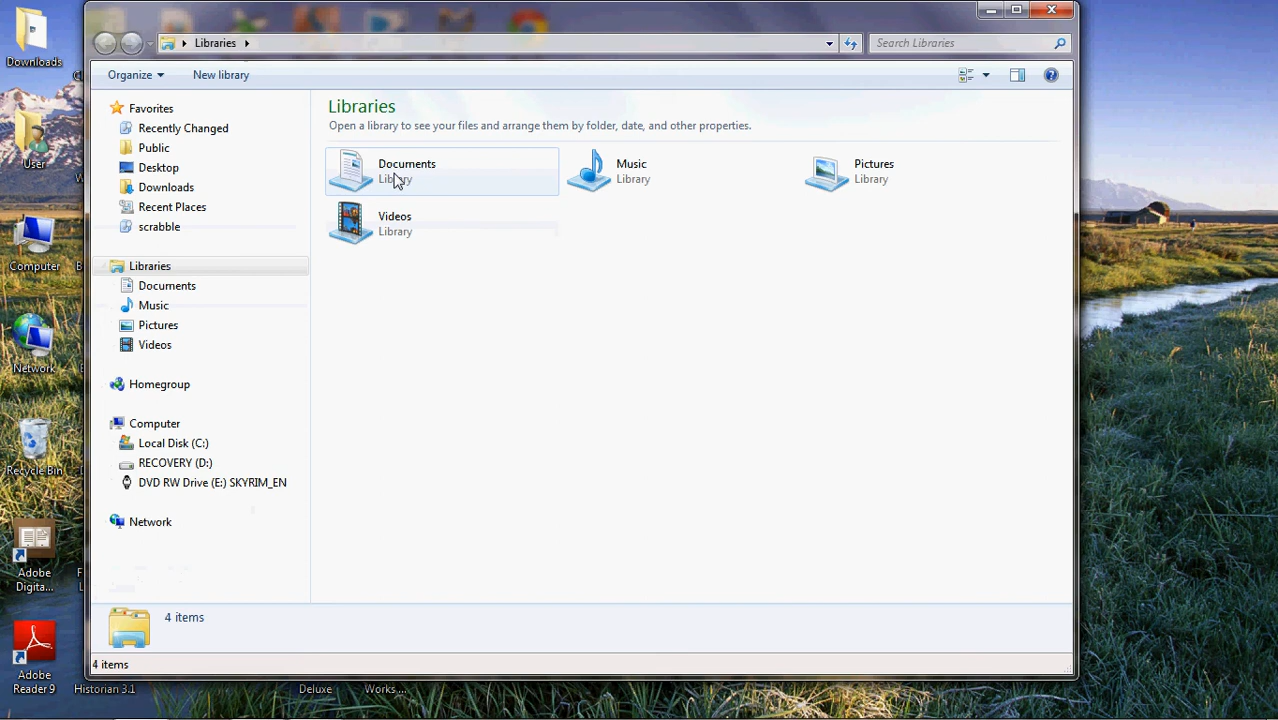 Downloads
User
Computer
Network
Recycle Bin
Adobe
Digita...
Adobe
Reader 9
Libraries
Search Libraries
Organize
New library
Favorites
Recently Changed
Public
Desktop
Downloads
Recent Places
scrabble
Libraries
Documents
Music
Pictures
Videos
Homegroup
Computer
Local Disk (C:)
RECOVERY (D:)
DVD RW Drive (E:) SKYRIM_EN
Network
Libraries
Open a library to see your files and arrange them by folder, date, and other properties.
Documents
Library
Music
Library
Pictures
Library
Videos
Library
4 items
4 items
Historian 3.1
Deluxe
Works ...